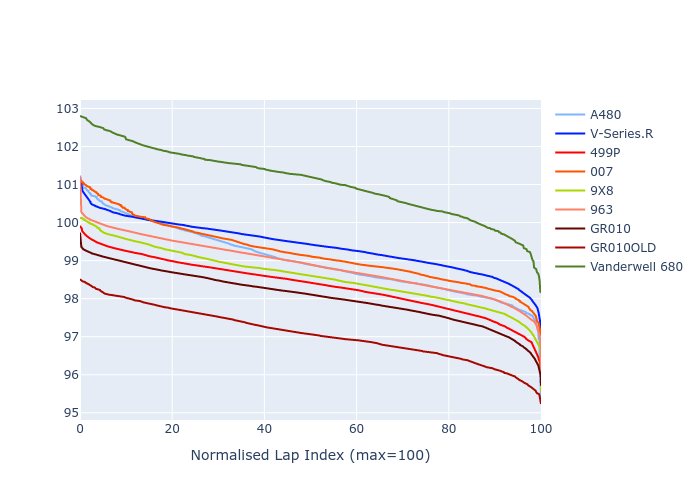 103
102
101
100
99
98
97
96
95
0 20 40 60 80 100
Normalised Lap Index (max=100)
A480
V-Series.R
499P
007
9X8
963
GR010
GR010OLD
Vanderwell 680